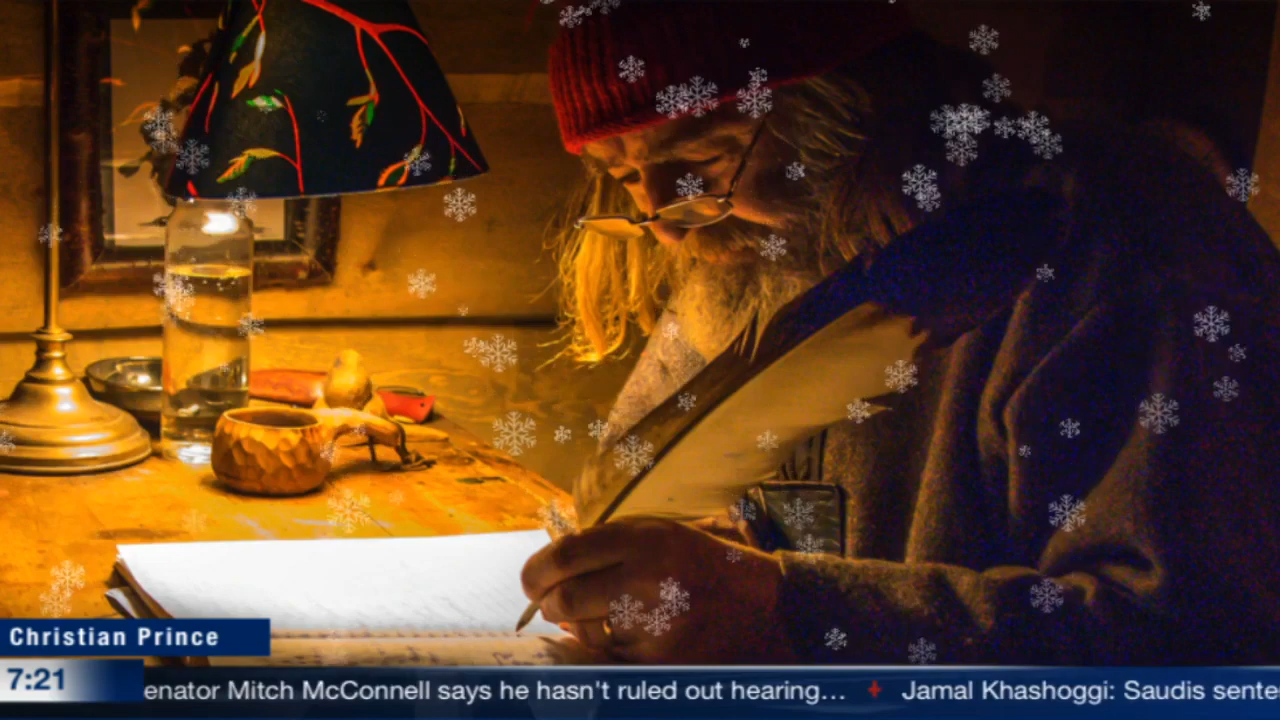 Christian Prince
7:21
enator Mitch McConnell says he hasn't ruled out hearing... Jamal Khashoggi: Saudis sente